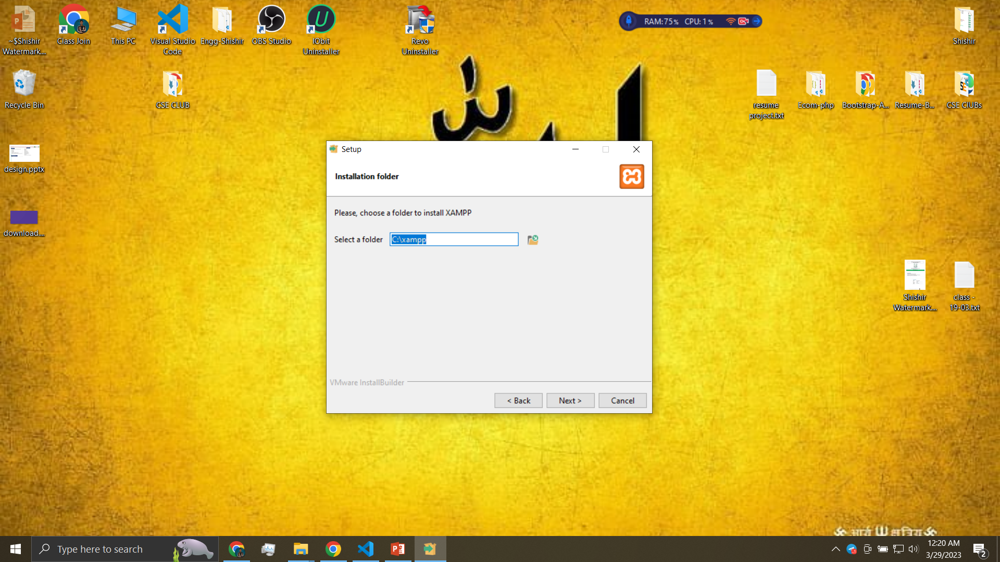 ~$Shishir
Watermark....
Class Join
This PC
Visual Studio
Code
Engg-Shishir
OBS Studio
IObit
Uninstaller
Revo
Uninstaller
RAM:75% CPU: 1%
Shishir
Recycle Bin
CSE CLUB
resume
project.txt
Ecom-php
Bootstrap-A...
Resume-B...
CSE ClUBs
design.pptx
download....
Setup
Installation folder
Please, choose a folder to install XAMPP
Select a folder
C:\xampp
VMware InstallBuilder
< Back
Next >
Cancel
Shishir
Watermark....
class -
19-03.txt
Type here to search
12:20 AM
3/29/2023
2